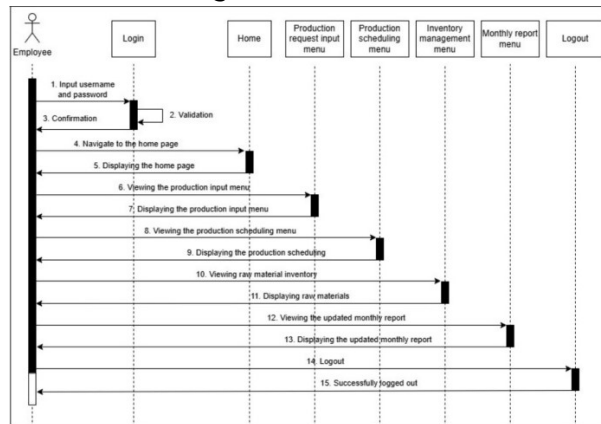 Employee
Login
Home
Production
request input
menu
Production
scheduling
menu
Inventory
management
menu
Monthly report
menu
Logout
1. Input username
and password
2. Validation
3. Confirmation
4. Navigate to the home page
5. Displaying the home page
6. Viewing the production input menu
7. Displaying the production input menu
8. Viewing the production scheduling menu
9. Displaying the production scheduling
10. Viewing raw material inventory
11. Displaying raw materials
12. Viewing the updated monthly report
13. Displaying the updated monthly report
14. Logout
15. Successfully logged out